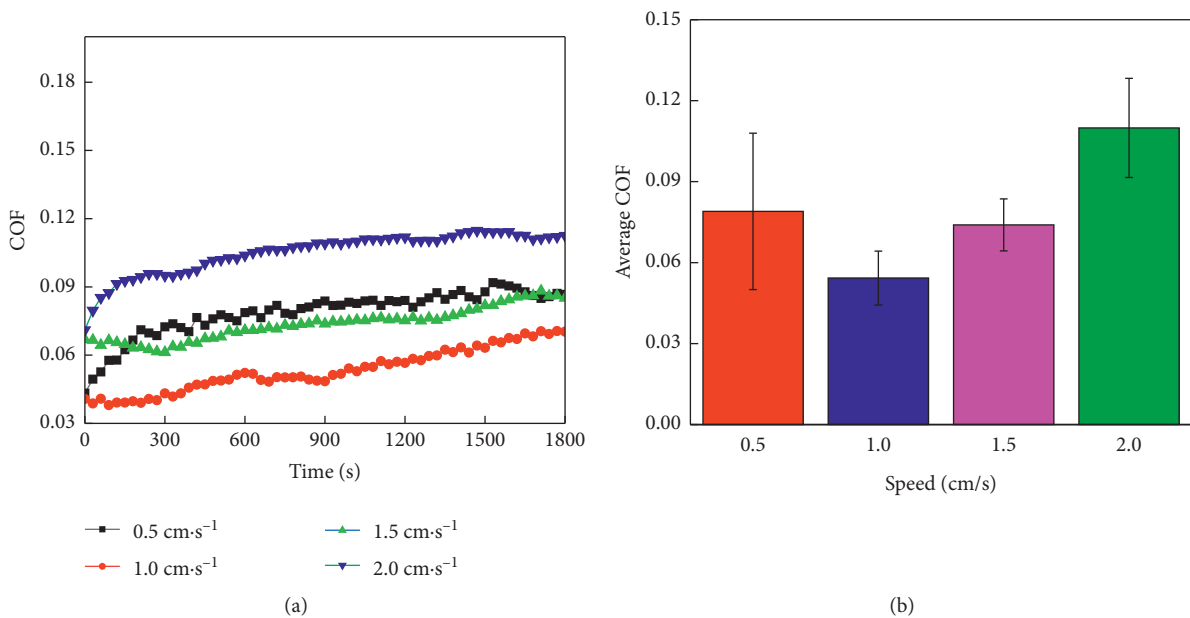 0.18
0.15
0.12
0.09
0.06
0.03
COF
0 300 600 900 1200 1500 1800
Time (s)
0.5 cm·s⁻¹
1.0 cm·s⁻¹
1.5 cm·s⁻¹
2.0 cm·s⁻¹
(a)
0.15
0.12
0.09
0.06
0.03
0.00
Average COF
0.5 1.0 1.5 2.0
Speed (cm/s)
(b)